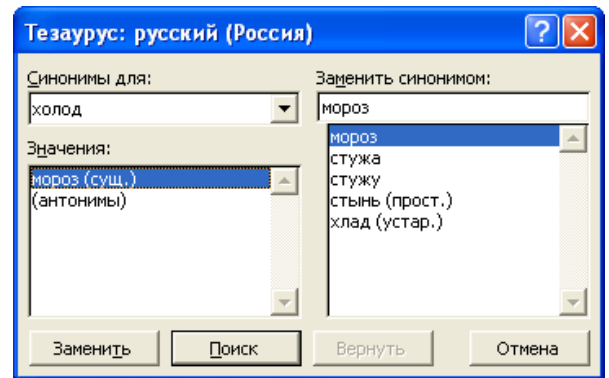 Тезаурус: русский (Россия)
Синонимы для:
холод
Значения:
мороз (сущ.)
(антонимы)
Заменить синонимом:
мороз
мороз
стужа
стужу
стынь (прост.)
хлад (устар.)
Заменить
Поиск
Вернуть
Отмена